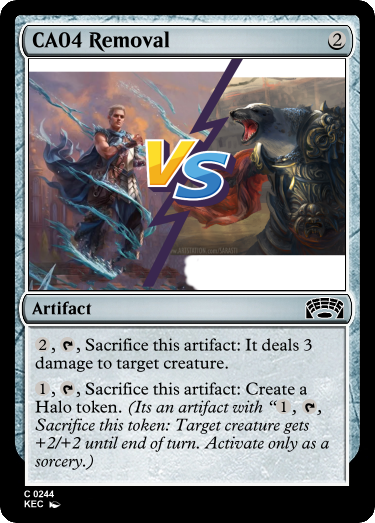 CA04 Removal 2
VS
Artifact
2, , Sacrifice this artifact: It deals 3
damage to target creature.
1, , Sacrifice this artifact: Create a
Halo token. (Its an artifact with “1, ,
Sacrifice this token: Target creature gets
+2/+2 until end of turn. Activate only as a
sorcery.)
C 0244
KEC